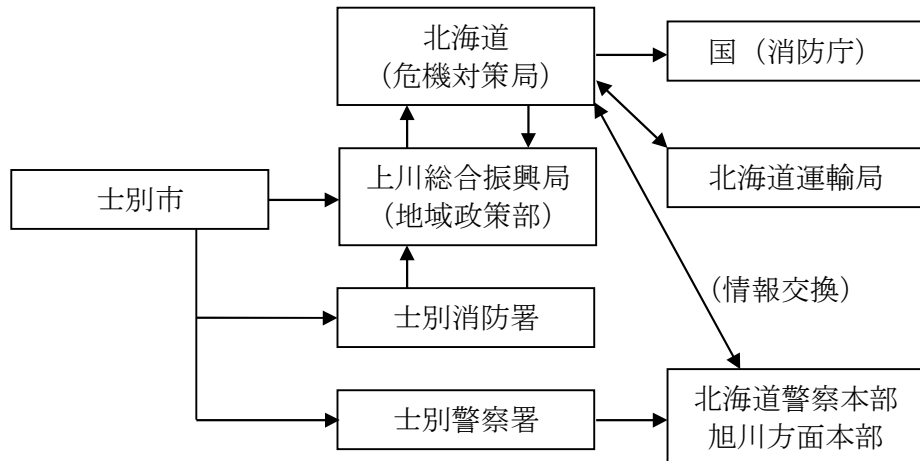 北海道
（危機対策局）
国（消防庁）
士別市
上川総合振興局
（地域政策部）
北海道運輸局
士別消防署
（情報交換）
士別警察署
北海道警察本部
旭川方面本部